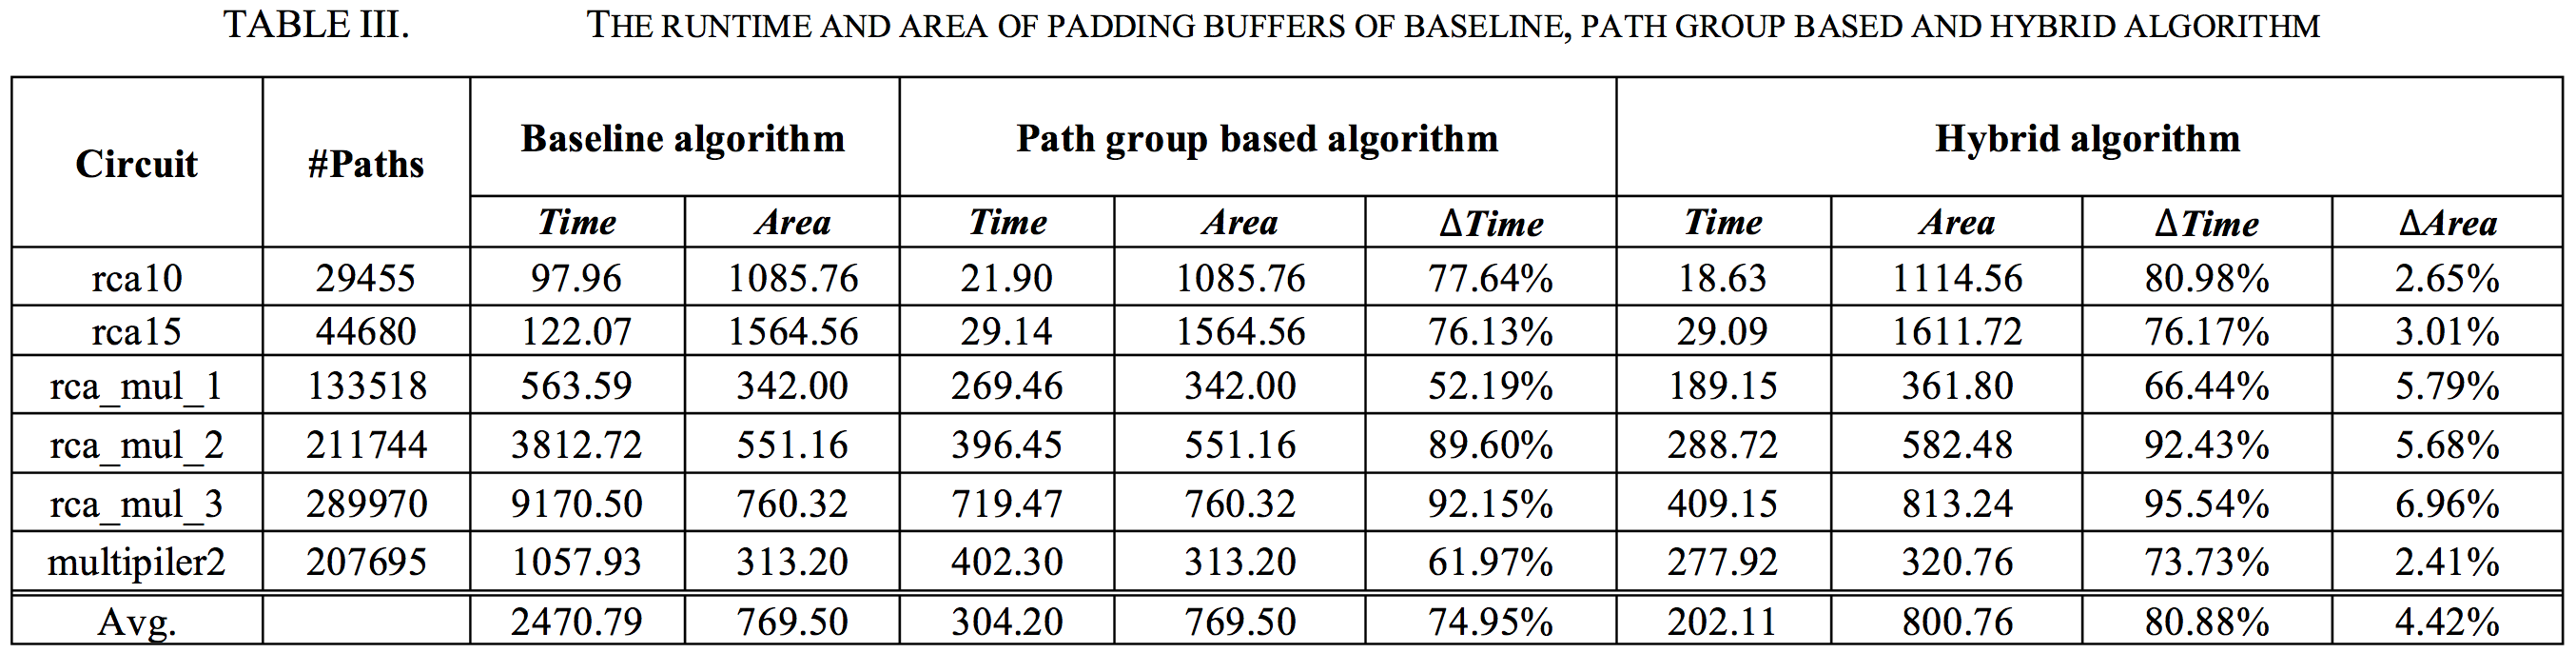 TABLE III. THE RUNTIME AND AREA OF PADDING BUFFERS OF BASELINE, PATH GROUP BASED AND HYBRID ALGORITHM
Circuit #Paths Baseline algorithm Path group based algorithm Hybrid algorithm
Time Area Time Area ΔTime Time Area ΔTime ΔArea
rca10 29455 97.96 1085.76 21.90 1085.76 77.64% 18.63 1114.56 80.98% 2.65%
rca15 44680 122.07 1564.56 29.14 1564.56 76.13% 29.09 1611.72 76.17% 3.01%
rca_mul_1 133518 563.59 342.00 269.46 342.00 52.19% 189.15 361.80 66.44% 5.79%
rca_mul_2 211744 3812.72 551.16 396.45 551.16 89.60% 288.72 582.48 92.43% 5.68%
rca_mul_3 289970 9170.50 760.32 719.47 760.32 92.15% 409.15 813.24 95.54% 6.96%
multipiler2 207695 1057.93 313.20 402.30 313.20 61.97% 277.92 320.76 73.73% 2.41%
Avg. 2470.79 769.50 304.20 769.50 74.95% 202.11 800.76 80.88% 4.42%